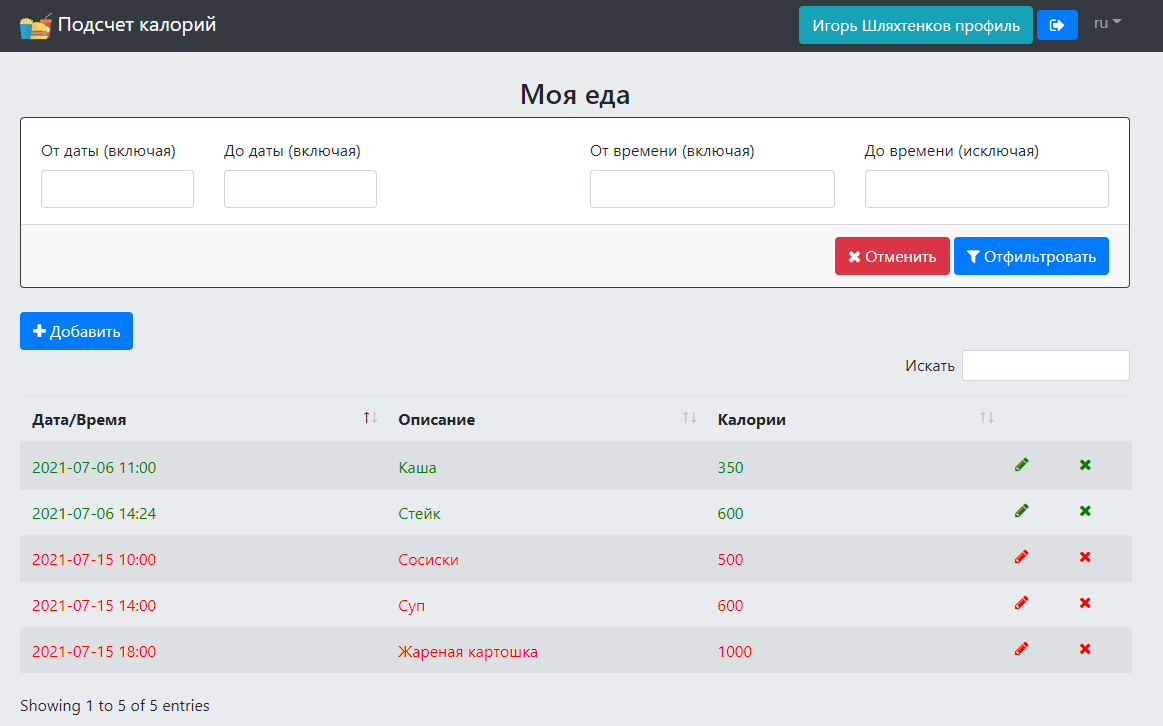 Подсчет калорий Игорь Шляхтенков профиль ru
Моя еда
От даты (включая) До даты (включая) От времени (включая) До времени (исключая)
Отменить Отфильтровать
Добавить
Искать
Дата/Время Описание Калории
2021-07-06 11:00 Каша 350
2021-07-06 14:24 Стейк 600
2021-07-15 10:00 Сосиски 500
2021-07-15 14:00 Суп 600
2021-07-15 18:00 Жареная картошка 1000
Showing 1 to 5 of 5 entries